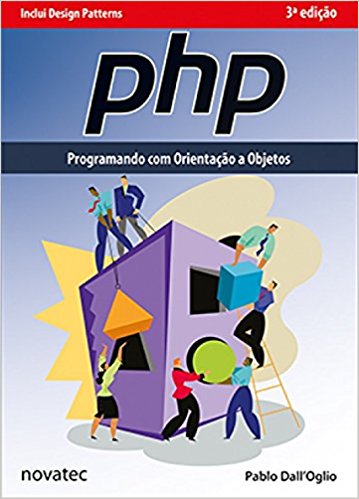 Inclui Design Patterns
3ª edição
php
Programando com Orientação a Objetos
novatec
Pablo Dall'Oglio